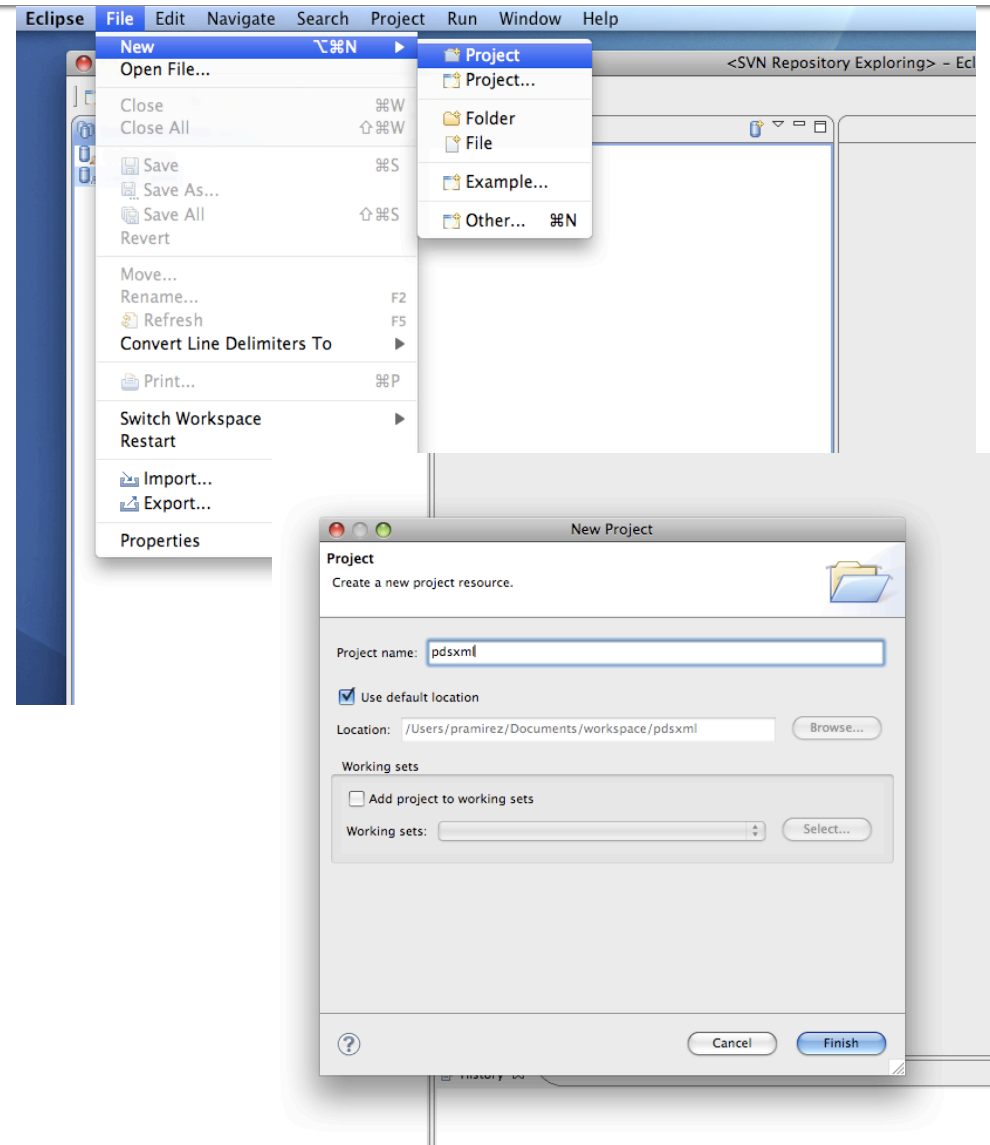 Eclipse File Edit Navigate Search Project Run Window Help
<SVN Repository Exploring> – Ecl
New ⌥⌘N ▶
Open File...
Close ⌘W
Close All ⇧⌘W
Save ⌘S
Save As...
Save All ⇧⌘S
Revert
Move...
Rename... F2
Refresh F5
Convert Line Delimiters To ▶
Print... ⌘P
Switch Workspace ▶
Restart
Import...
Export...
Properties
Project
Project...
Folder
File
Example...
Other... ⌘N
New Project
Project
Create a new project resource.
Project name: pdsxml
Use default location
Location: /Users/pramirez/Documents/workspace/pdsxml Browse...
Working sets
Add project to working sets
Working sets: Select...
? Cancel Finish
History